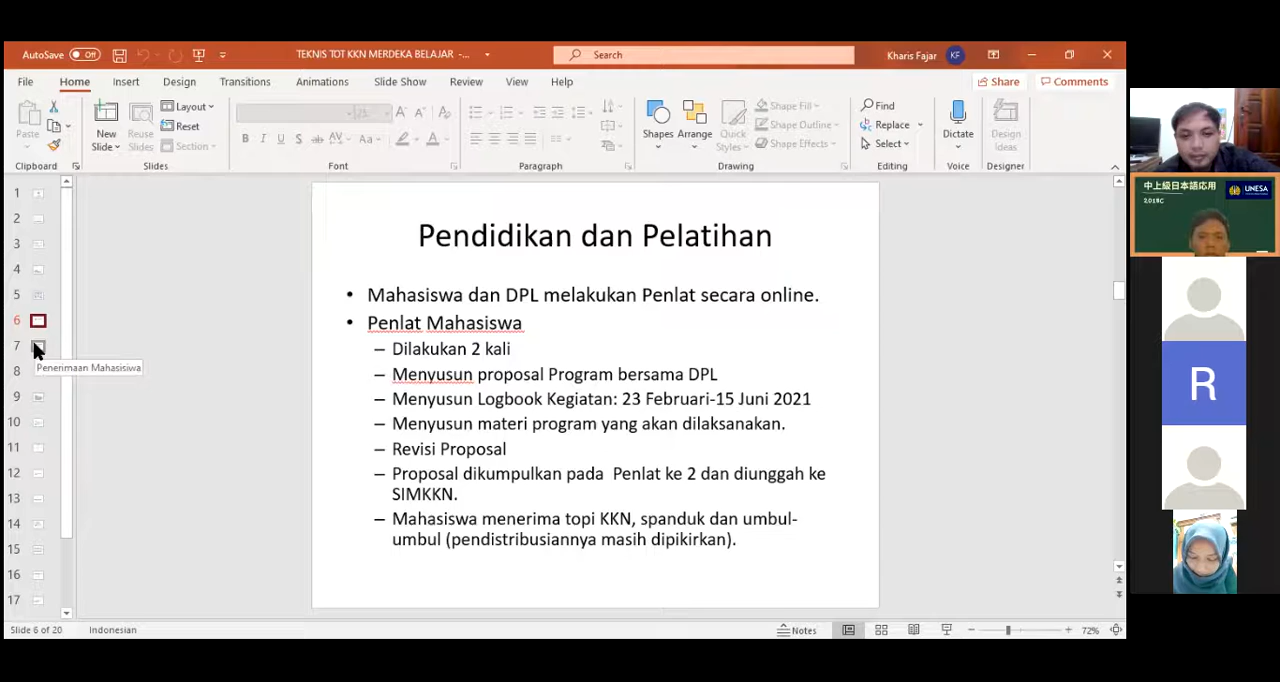 AutoSave Off
TEKNIS TOT KKN MERDEKA BELAJAR -...
Search
Kharis Fajar KF
File Home Insert Design Transitions Animations Slide Show Review View Help
Share Comments
Paste
New Slide
Reuse Slides
Layout
Reset
Section
Shapes
Arrange
Quick Styles
Shape Fill
Shape Outline
Shape Effects
Find
Replace
Select
Dictate
Design Ideas
Clipboard Slides Font Paragraph Drawing Editing Voice Designer
1
2
3
4
5
6
7
Penerimaan Mahasisiwa
8
9
10
11
12
13
14
15
16
17
Pendidikan dan Pelatihan
• Mahasiswa dan DPL melakukan Penlat secara online.
• Penlat Mahasiswa
– Dilakukan 2 kali
– Menyusun proposal Program bersama DPL
– Menyusun Logbook Kegiatan: 23 Februari-15 Juni 2021
– Menyusun materi program yang akan dilaksanakan.
– Revisi Proposal
– Proposal dikumpulkan pada Penlat ke 2 dan diunggah ke
SIMKKN.
– Mahasiswa menerima topi KKN, spanduk dan umbul-
umbul (pendistribusiannya masih dipikirkan).
Slide 6 of 20 Indonesian
Notes
72%
中上級日本語応用
UNESA
2018C
R